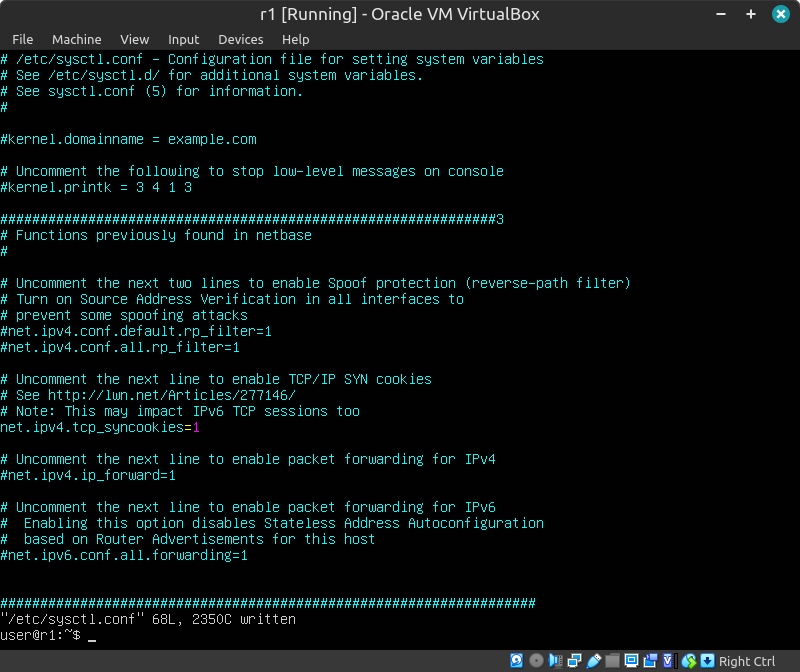 r1 [Running] - Oracle VM VirtualBox
File Machine View Input Devices Help
# /etc/sysctl.conf - Configuration file for setting system variables
# See /etc/sysctl.d/ for additional system variables.
# See sysctl.conf (5) for information.
#
#kernel.domainname = example.com
# Uncomment the following to stop low-level messages on console
#kernel.printk = 3 4 1 3
##############################################################3
# Functions previously found in netbase
#
# Uncomment the next two lines to enable Spoof protection (reverse-path filter)
# Turn on Source Address Verification in all interfaces to
# prevent some spoofing attacks
#net.ipv4.conf.default.rp_filter=1
#net.ipv4.conf.all.rp_filter=1
# Uncomment the next line to enable TCP/IP SYN cookies
# See http://lwn.net/Articles/277146/
# Note: This may impact IPv6 TCP sessions too
net.ipv4.tcp_syncookies=1
# Uncomment the next line to enable packet forwarding for IPv4
#net.ipv4.ip_forward=1
# Uncomment the next line to enable packet forwarding for IPv6
#  Enabling this option disables Stateless Address Autoconfiguration
#  based on Router Advertisements for this host
#net.ipv6.conf.all.forwarding=1
###################################################################
"/etc/sysctl.conf" 68L, 2350C written
user@r1:~$ _
Right Ctrl